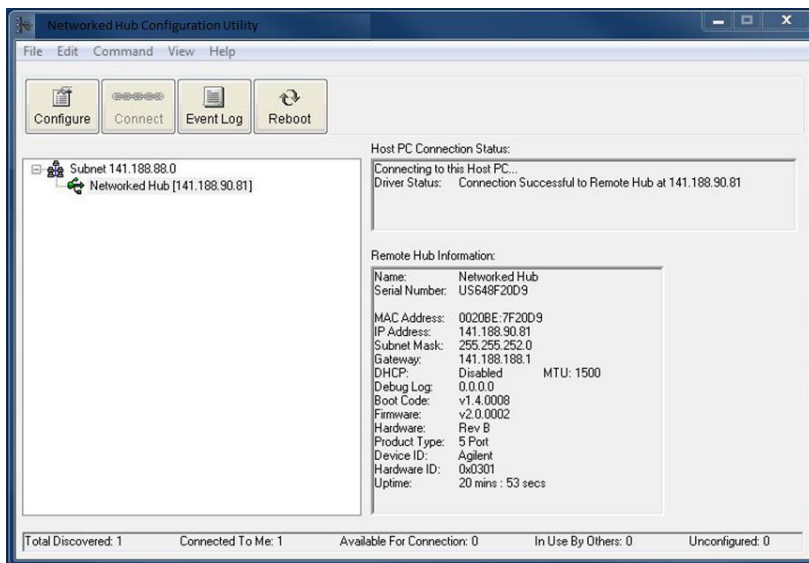 Networked Hub Configuration Utility
File Edit Command View Help
Configure Connect Event Log Reboot
Subnet 141.188.88.0
Networked Hub [141.188.90.81]
Host PC Connection Status:
Connecting to this Host PC...
Driver Status: Connection Successful to Remote Hub at 141.188.90.81
Remote Hub Information:
Name: Networked Hub
Serial Number: US648F20D9
MAC Address: 0020BE:7F20D9
IP Address: 141.188.90.81
Subnet Mask: 255.255.252.0
Gateway: 141.188.188.1
DHCP: Disabled MTU: 1500
Debug Log: 0.0.0.0
Boot Code: v1.4.0008
Firmware: v2.0.0002
Hardware: Rev B
Product Type: 5 Port
Device ID: Agilent
Hardware ID: 0x0301
Uptime: 20 mins : 53 secs
Total Discovered: 1 Connected To Me: 1 Available For Connection: 0 In Use By Others: 0 Unconfigured: 0